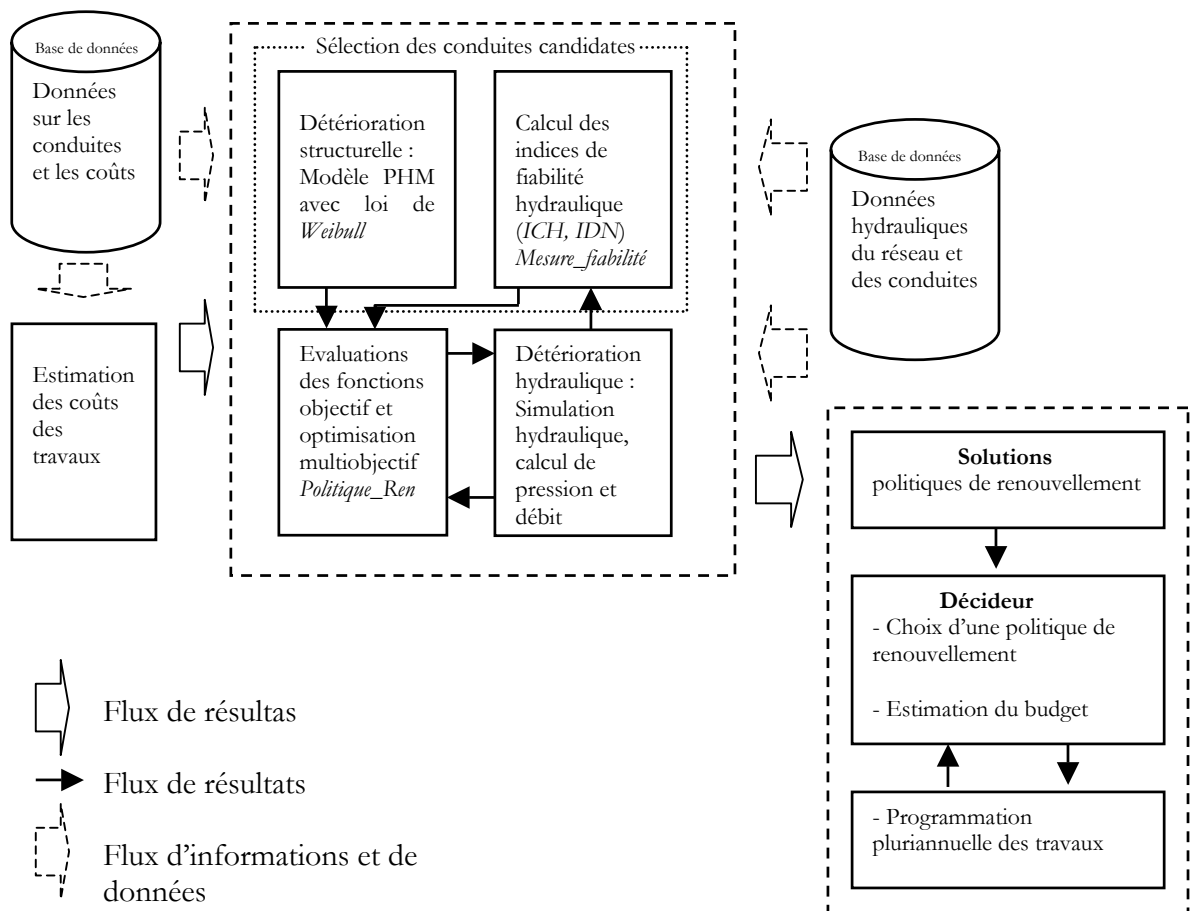 Base de données
Données
sur les
conduites
et les coûts
Sélection des conduites candidates
Détérioration
structurelle :
Modèle PHM
avec loi de
Weibull
Calcul des
indices de
fiabilité
hydraulique
(ICH, IDN)
Mesure_fiabilité
Base de données
Données
hydrauliques
du réseau et
des conduites
Estimation
des coûts
des
travaux
Evaluations
des fonctions
objectif et
optimisation
multiobjectif
Politique_Ren
Détérioration
hydraulique :
Simulation
hydraulique,
calcul de
pression et
débit
Solutions
politiques de renouvellement
Décideur
- Choix d'une politique de
renouvellement
- Estimation du budget
- Programmation
pluriannuelle des travaux
Flux de résultas
Flux de résultats
Flux d'informations et de
données